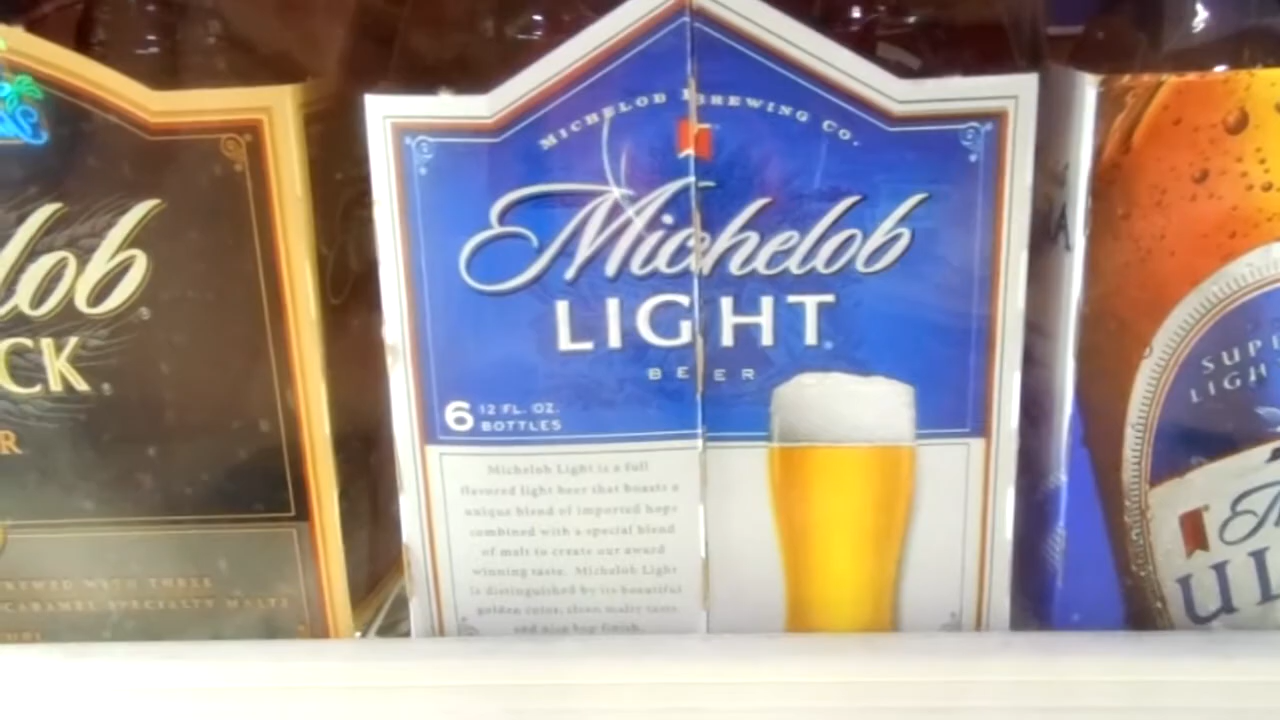 lob
CK
R
BREWED WITH THREE
CARAMEL SPECIALTY MALTS
MICHELOB BREWING CO.
Michelob
LIGHT
BEER
6 12 FL. OZ.
BOTTLES
Michelob Light is a full
flavored light beer that boasts a
unique blend of imported hops
combined with a special blend
of malt to create our award
winning taste. Michelob Light
is distinguished by its beautiful
golden color, clean malty taste
and nice hop finish.
SUP
LIGH
UL